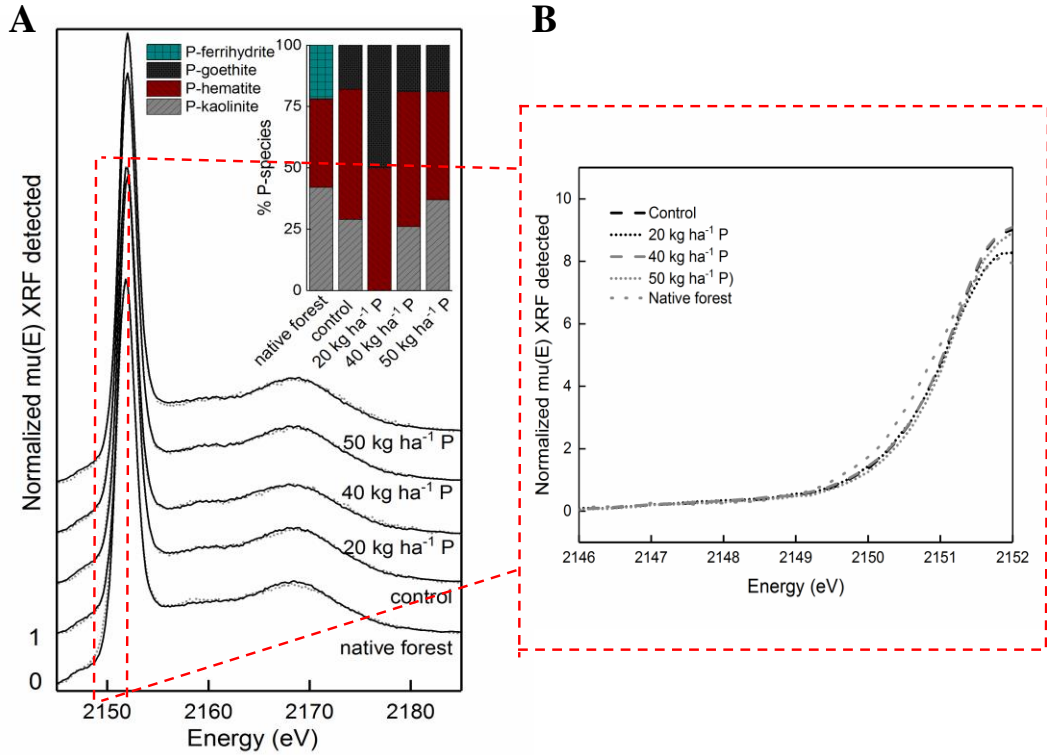 A
B
P-ferrihydrite
P-goethite
P-hematite
P-kaolinite
% P-species
100
75
50
25
0
native forest
control
20 kg ha⁻¹ P
40 kg ha⁻¹ P
50 kg ha⁻¹ P
Normalized mu(E) XRF detected
1
0
50 kg ha⁻¹ P
40 kg ha⁻¹ P
20 kg ha⁻¹ P
control
native forest
2150 2160 2170 2180
Energy (eV)
Normalized mu(E) XRF detected
10
8
6
4
2
0
Control
20 kg ha⁻¹ P
40 kg ha⁻¹ P
50 kg ha⁻¹ P)
Native forest
2146 2147 2148 2149 2150 2151 2152
Energy (eV)